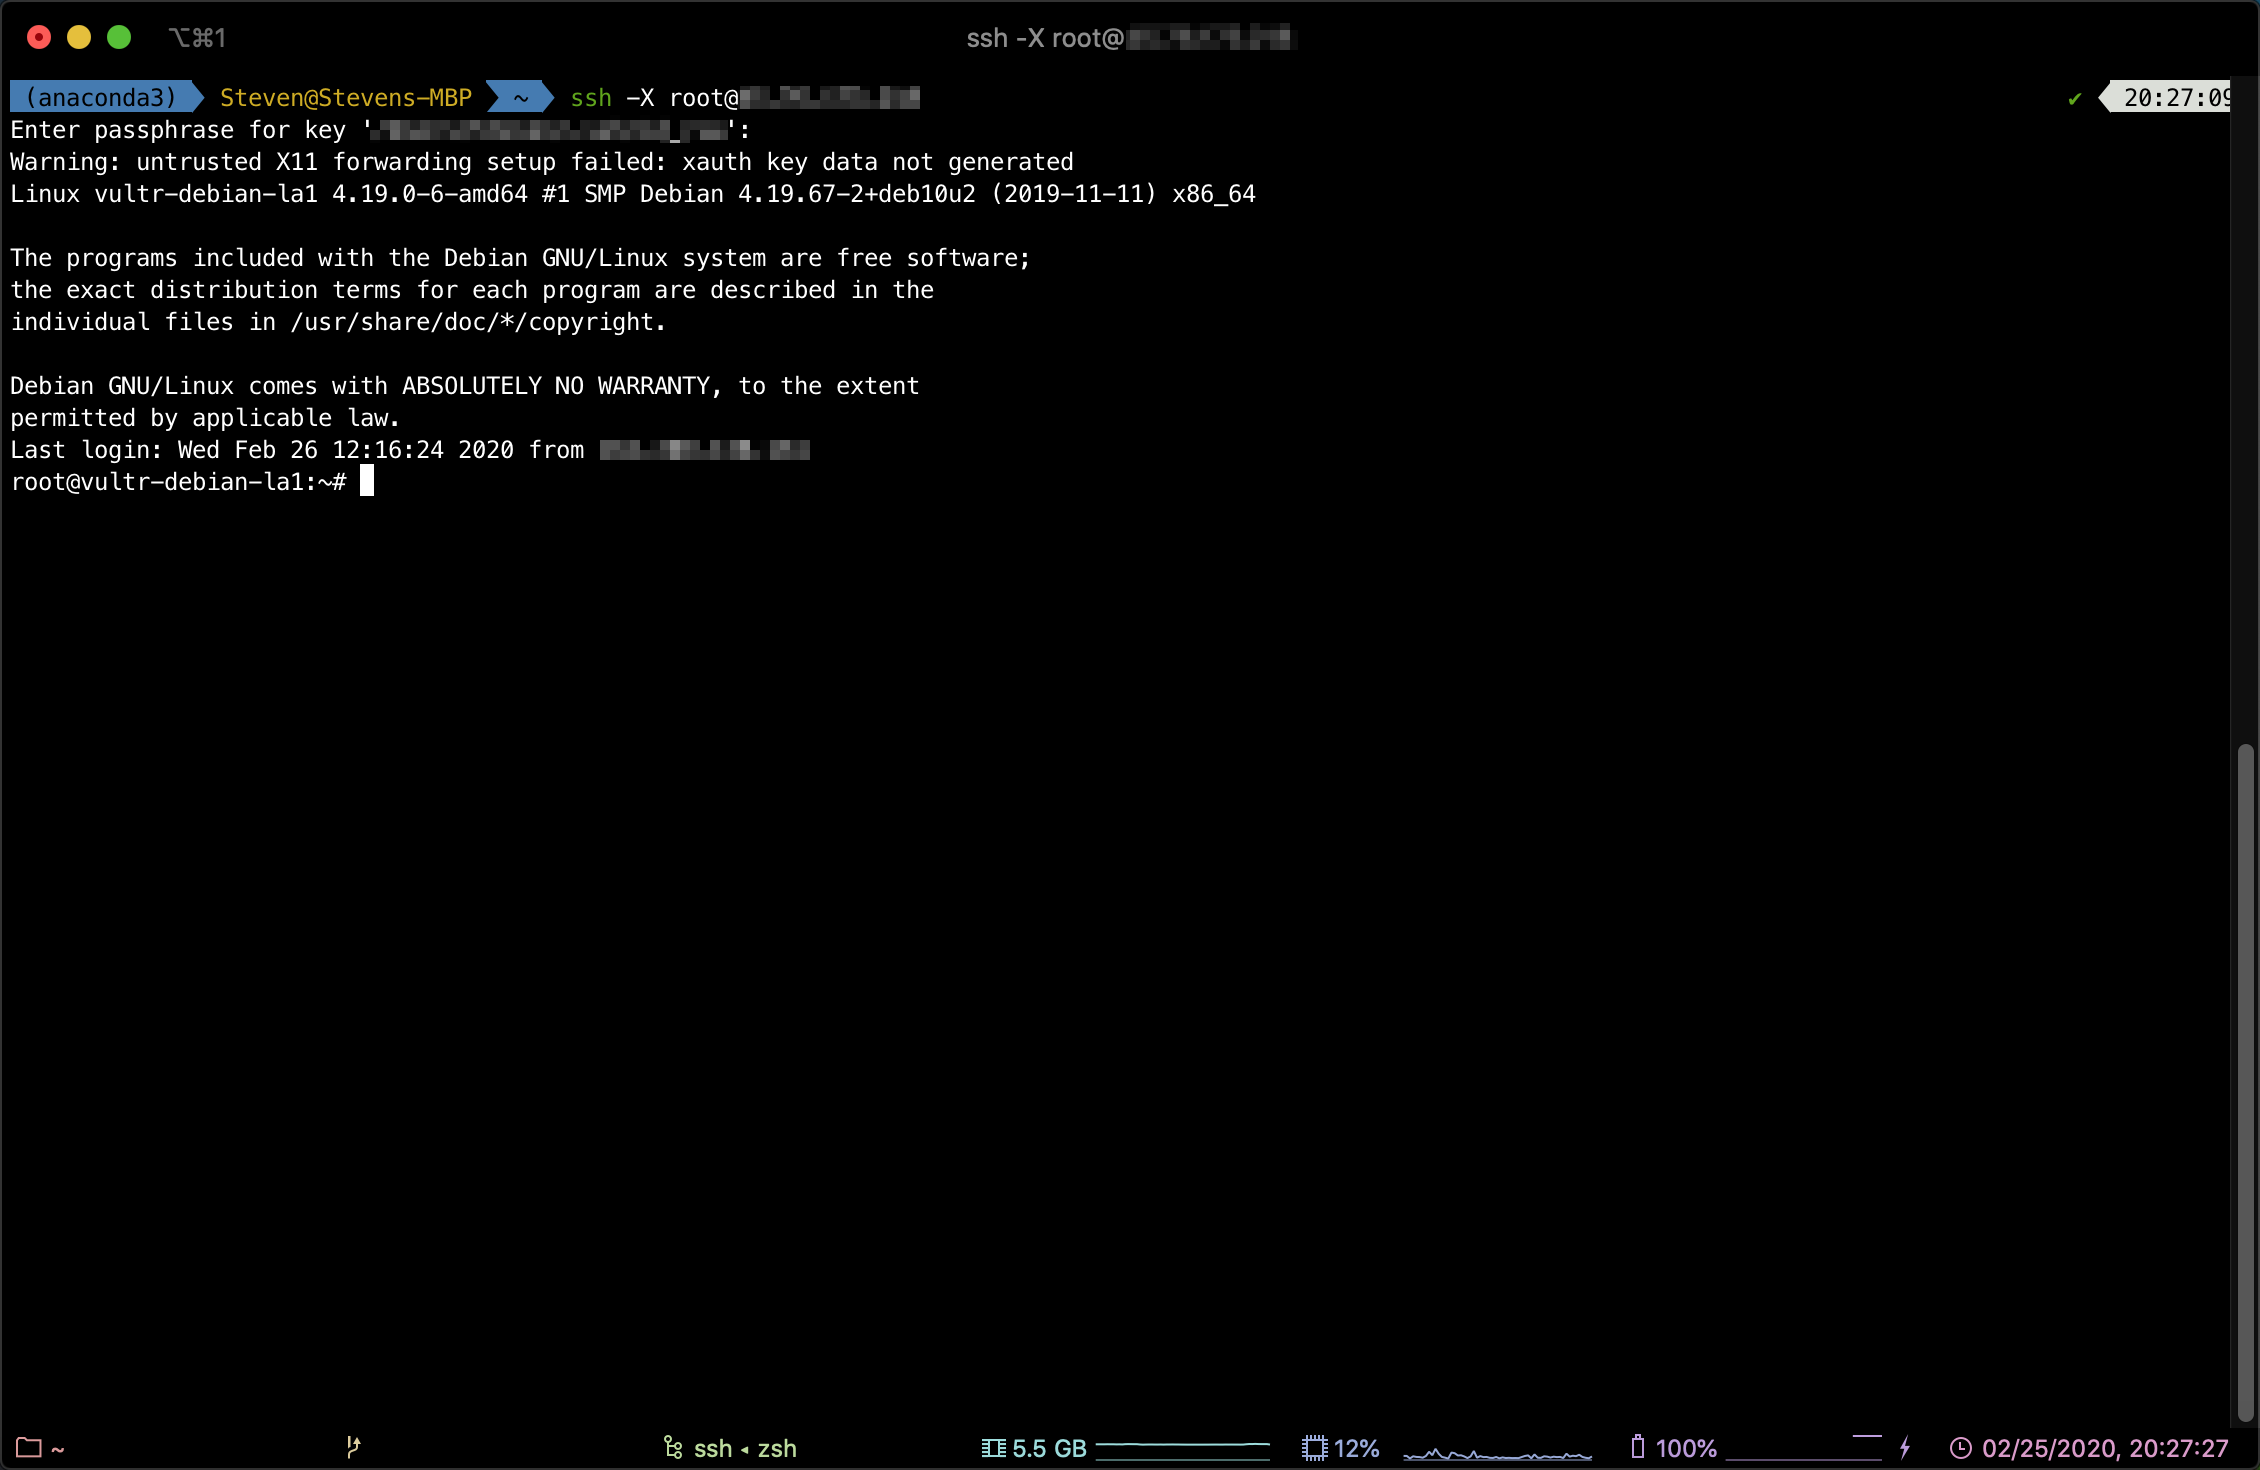 ⌥⌘1
ssh -X root@
(anaconda3) Steven@Stevens-MBP ~ ssh -X root@ ✔ 20:27:09
Enter passphrase for key '':
Warning: untrusted X11 forwarding setup failed: xauth key data not generated
Linux vultr-debian-la1 4.19.0-6-amd64 #1 SMP Debian 4.19.67-2+deb10u2 (2019-11-11) x86_64
The programs included with the Debian GNU/Linux system are free software;
the exact distribution terms for each program are described in the
individual files in /usr/share/doc/*/copyright.
Debian GNU/Linux comes with ABSOLUTELY NO WARRANTY, to the extent
permitted by applicable law.
Last login: Wed Feb 26 12:16:24 2020 from
root@vultr-debian-la1:~#
~ ssh ◂ zsh 5.5 GB 12% 100% 02/25/2020, 20:27:27